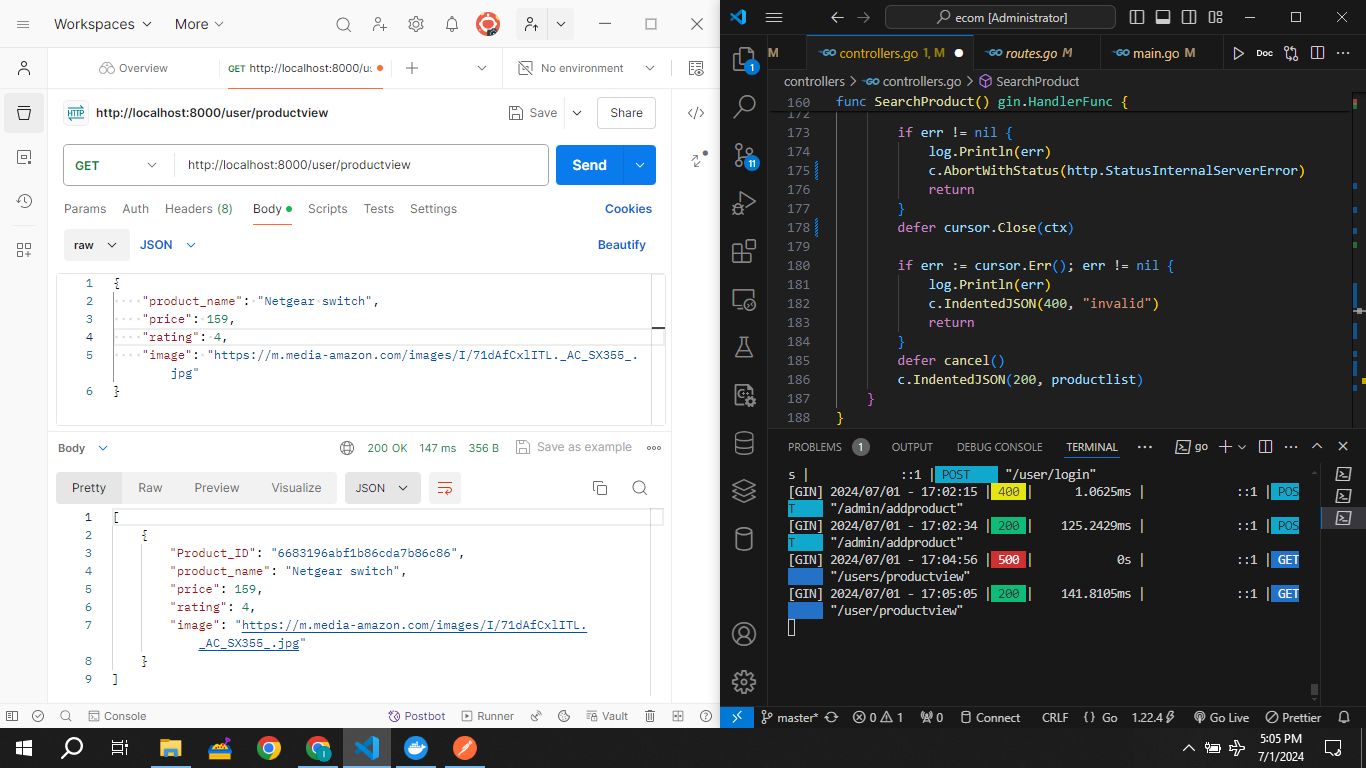 Workspaces More
Overview GET http://localhost:8000/us No environment
HTTP http://localhost:8000/user/productview Save Share
GET http://localhost:8000/user/productview Send
Params Auth Headers (8) Body Scripts Tests Settings Cookies
raw JSON Beautify
1 {
2 ····"product_name":·"Netgear·switch",
3 ····"price":·159,
4 ····"rating":·4,
5 ····"image":·"https://m.media-amazon.com/images/I/71dAfCxlITL._AC_SX355_.
jpg"
6 }
Body 200 OK 147 ms 356 B Save as example
Pretty Raw Preview Visualize JSON
1 [
2 {
3 "Product_ID": "6683196abf1b86cda7b86c86",
4 "product_name": "Netgear switch",
5 "price": 159,
6 "rating": 4,
7 "image": "https://m.media-amazon.com/images/I/71dAfCxlITL.
_AC_SX355_.jpg"
8 }
9 ]
Console Postbot Runner Vault
ecom [Administrator]
M controllers.go 1, M routes.go M main.go M Doc
controllers > controllers.go > SearchProduct
160 func SearchProduct() gin.HandlerFunc {
172
173 if err != nil {
174 log.Println(err)
175 c.AbortWithStatus(http.StatusInternalServerError)
176 return
177 }
178 defer cursor.Close(ctx)
179
180 if err := cursor.Err(); err != nil {
181 log.Println(err)
182 c.IndentedJSON(400, "invalid")
183 return
184 }
185 defer cancel()
186 c.IndentedJSON(200, productlist)
187 }
188 }
1
11
PROBLEMS 1 OUTPUT DEBUG CONSOLE TERMINAL go
s | ::1 | POST "/user/login"
[GIN] 2024/07/01 - 17:02:15 | 400 | 1.0625ms | ::1 | POS
T "/admin/addproduct"
[GIN] 2024/07/01 - 17:02:34 | 200 | 125.2429ms | ::1 | POS
T "/admin/addproduct"
[GIN] 2024/07/01 - 17:04:56 | 500 | 0s | ::1 | GET
"/users/productview"
[GIN] 2024/07/01 - 17:05:05 | 200 | 141.8105ms | ::1 | GET
"/user/productview"
master* 0 1 0 Connect CRLF {} Go 1.22.4 Go Live Prettier
5:05 PM
7/1/2024